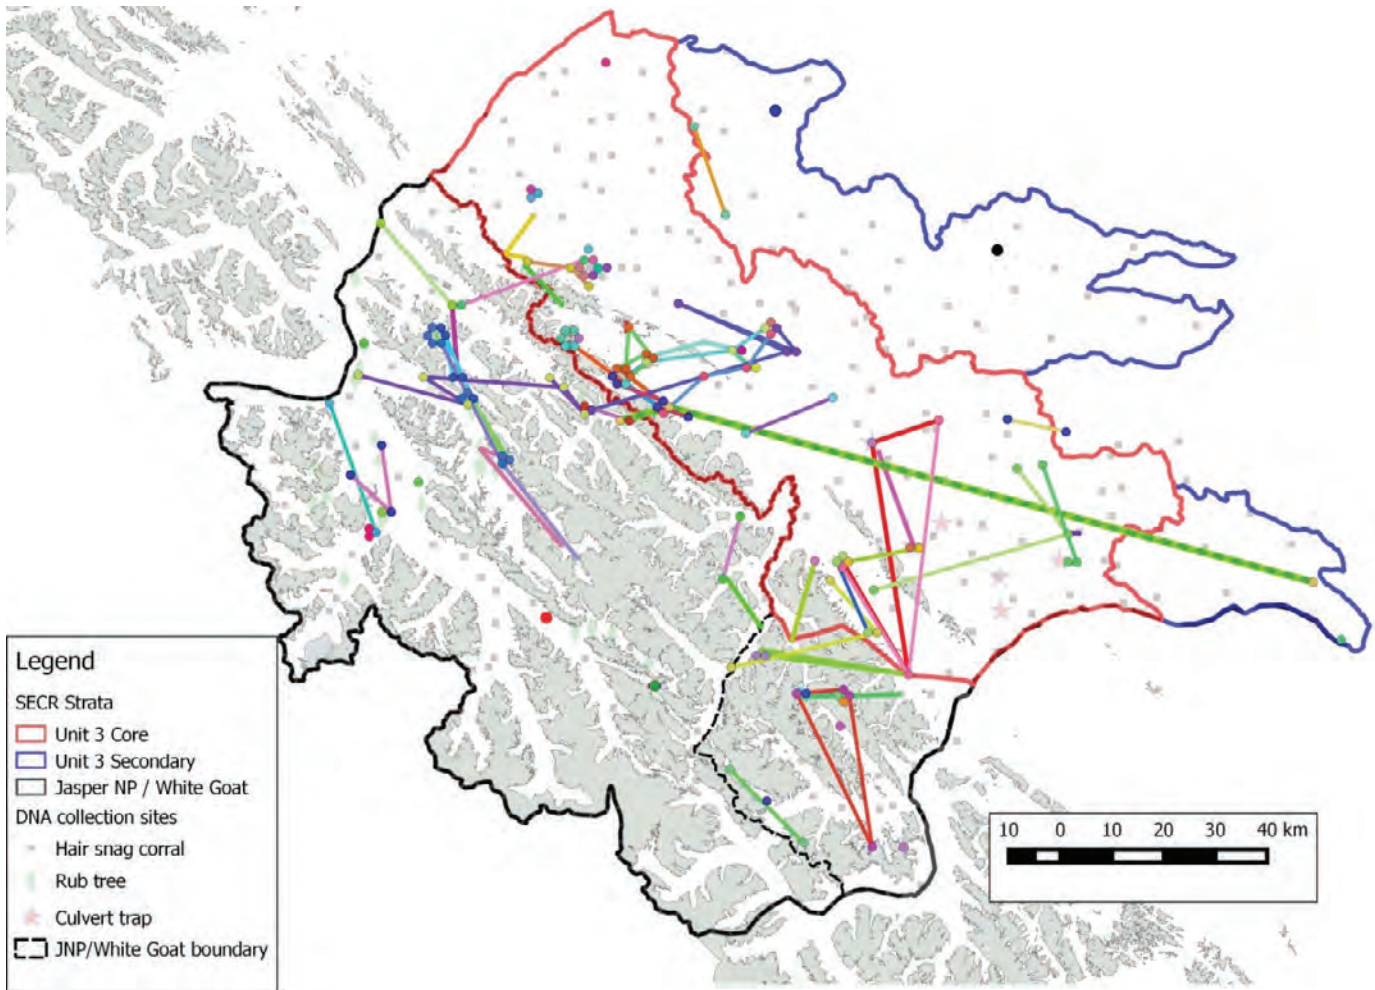 Legend
SECR Strata
Unit 3 Core
Unit 3 Secondary
Jasper NP / White Goat
DNA collection sites
Hair snag corral
Rub tree
Culvert trap
JNP/White Goat boundary
10 0 10 20 30 40 km